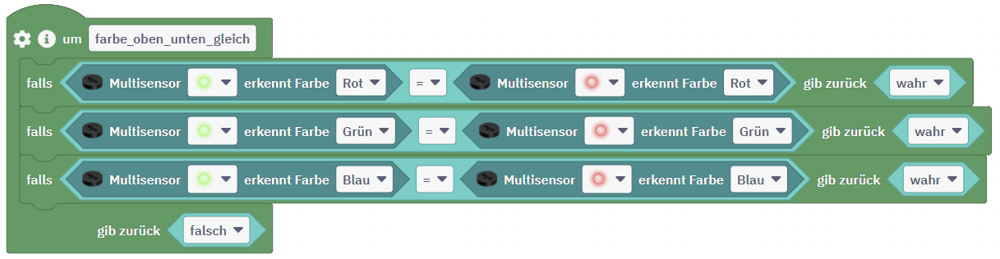 um farbe_oben_unten_gleich
falls Multisensor erkennt Farbe Rot = Multisensor erkennt Farbe Rot gib zurück wahr
falls Multisensor erkennt Farbe Grün = Multisensor erkennt Farbe Grün gib zurück wahr
falls Multisensor erkennt Farbe Blau = Multisensor erkennt Farbe Blau gib zurück wahr
gib zurück falsch